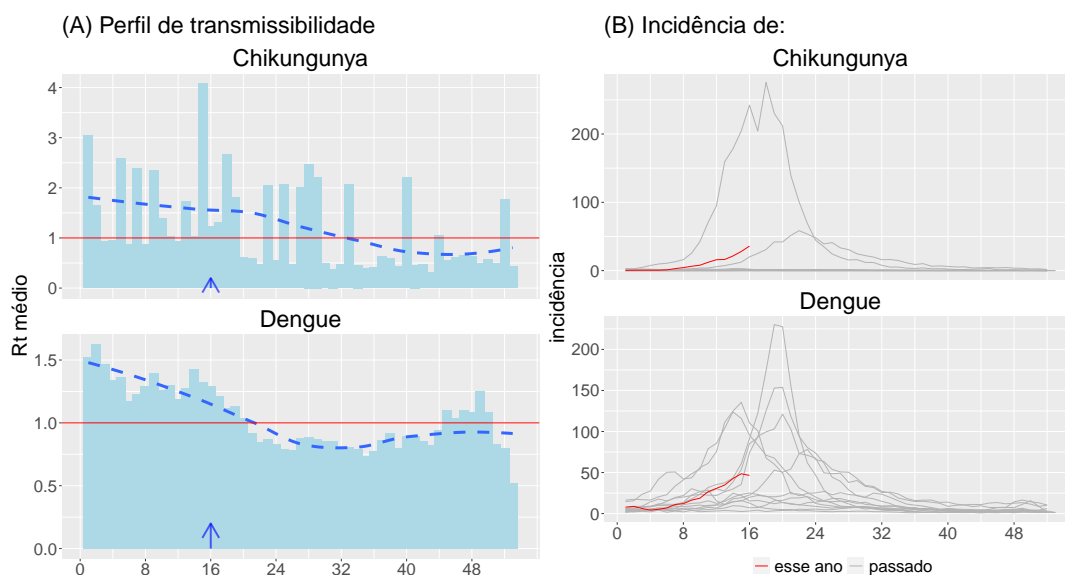 (A) Perfil de transmissibilidade
Chikungunya
4
3
2
1
0
Dengue
1.5
1.0
0.5
0.0
0 8 16 24 32 40 48
Rt médio
(B) Incidência de:
Chikungunya
200
100
0
Dengue
200
150
100
50
0
0 8 16 24 32 40 48
incidência
esse ano passado